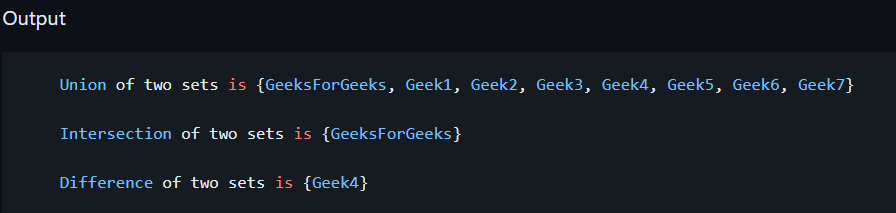 Output
Union of two sets is {GeeksForGeeks, Geek1, Geek2, Geek3, Geek4, Geek5, Geek6, Geek7}
Intersection of two sets is {GeeksForGeeks}
Difference of two sets is {Geek4}